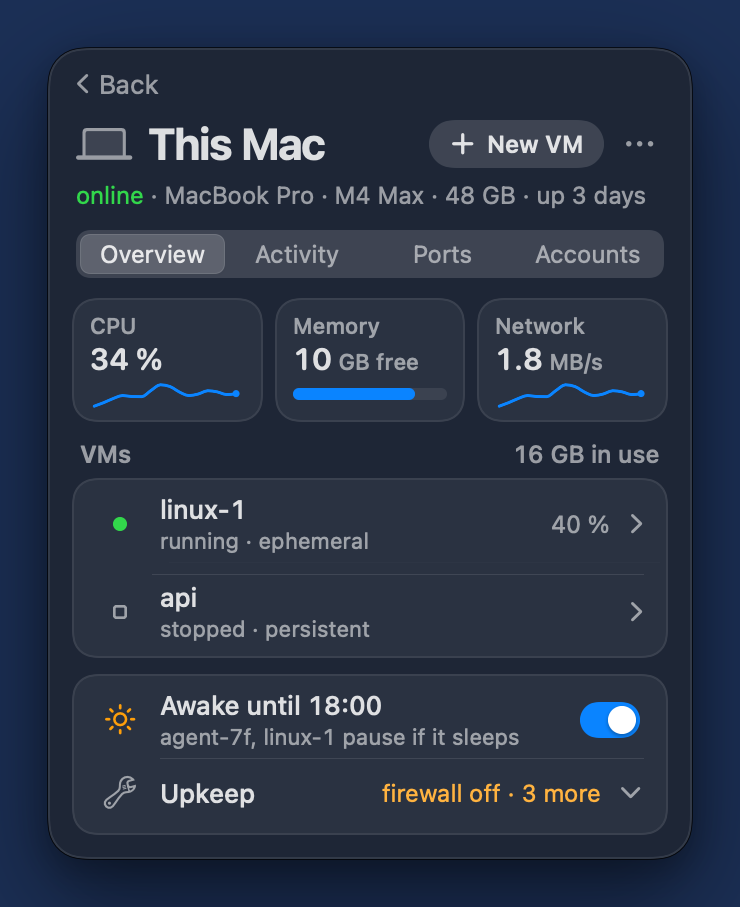 Back
This Mac
New VM
online · MacBook Pro · M4 Max · 48 GB · up 3 days
Overview Activity Ports Accounts
CPU Memory Network
34 % 10 GB free 1.8 MB/s
VMs 16 GB in use
linux-1 40 %
running · ephemeral
api
stopped · persistent
Awake until 18:00
agent-7f, linux-1 pause if it sleeps
Upkeep firewall off · 3 more